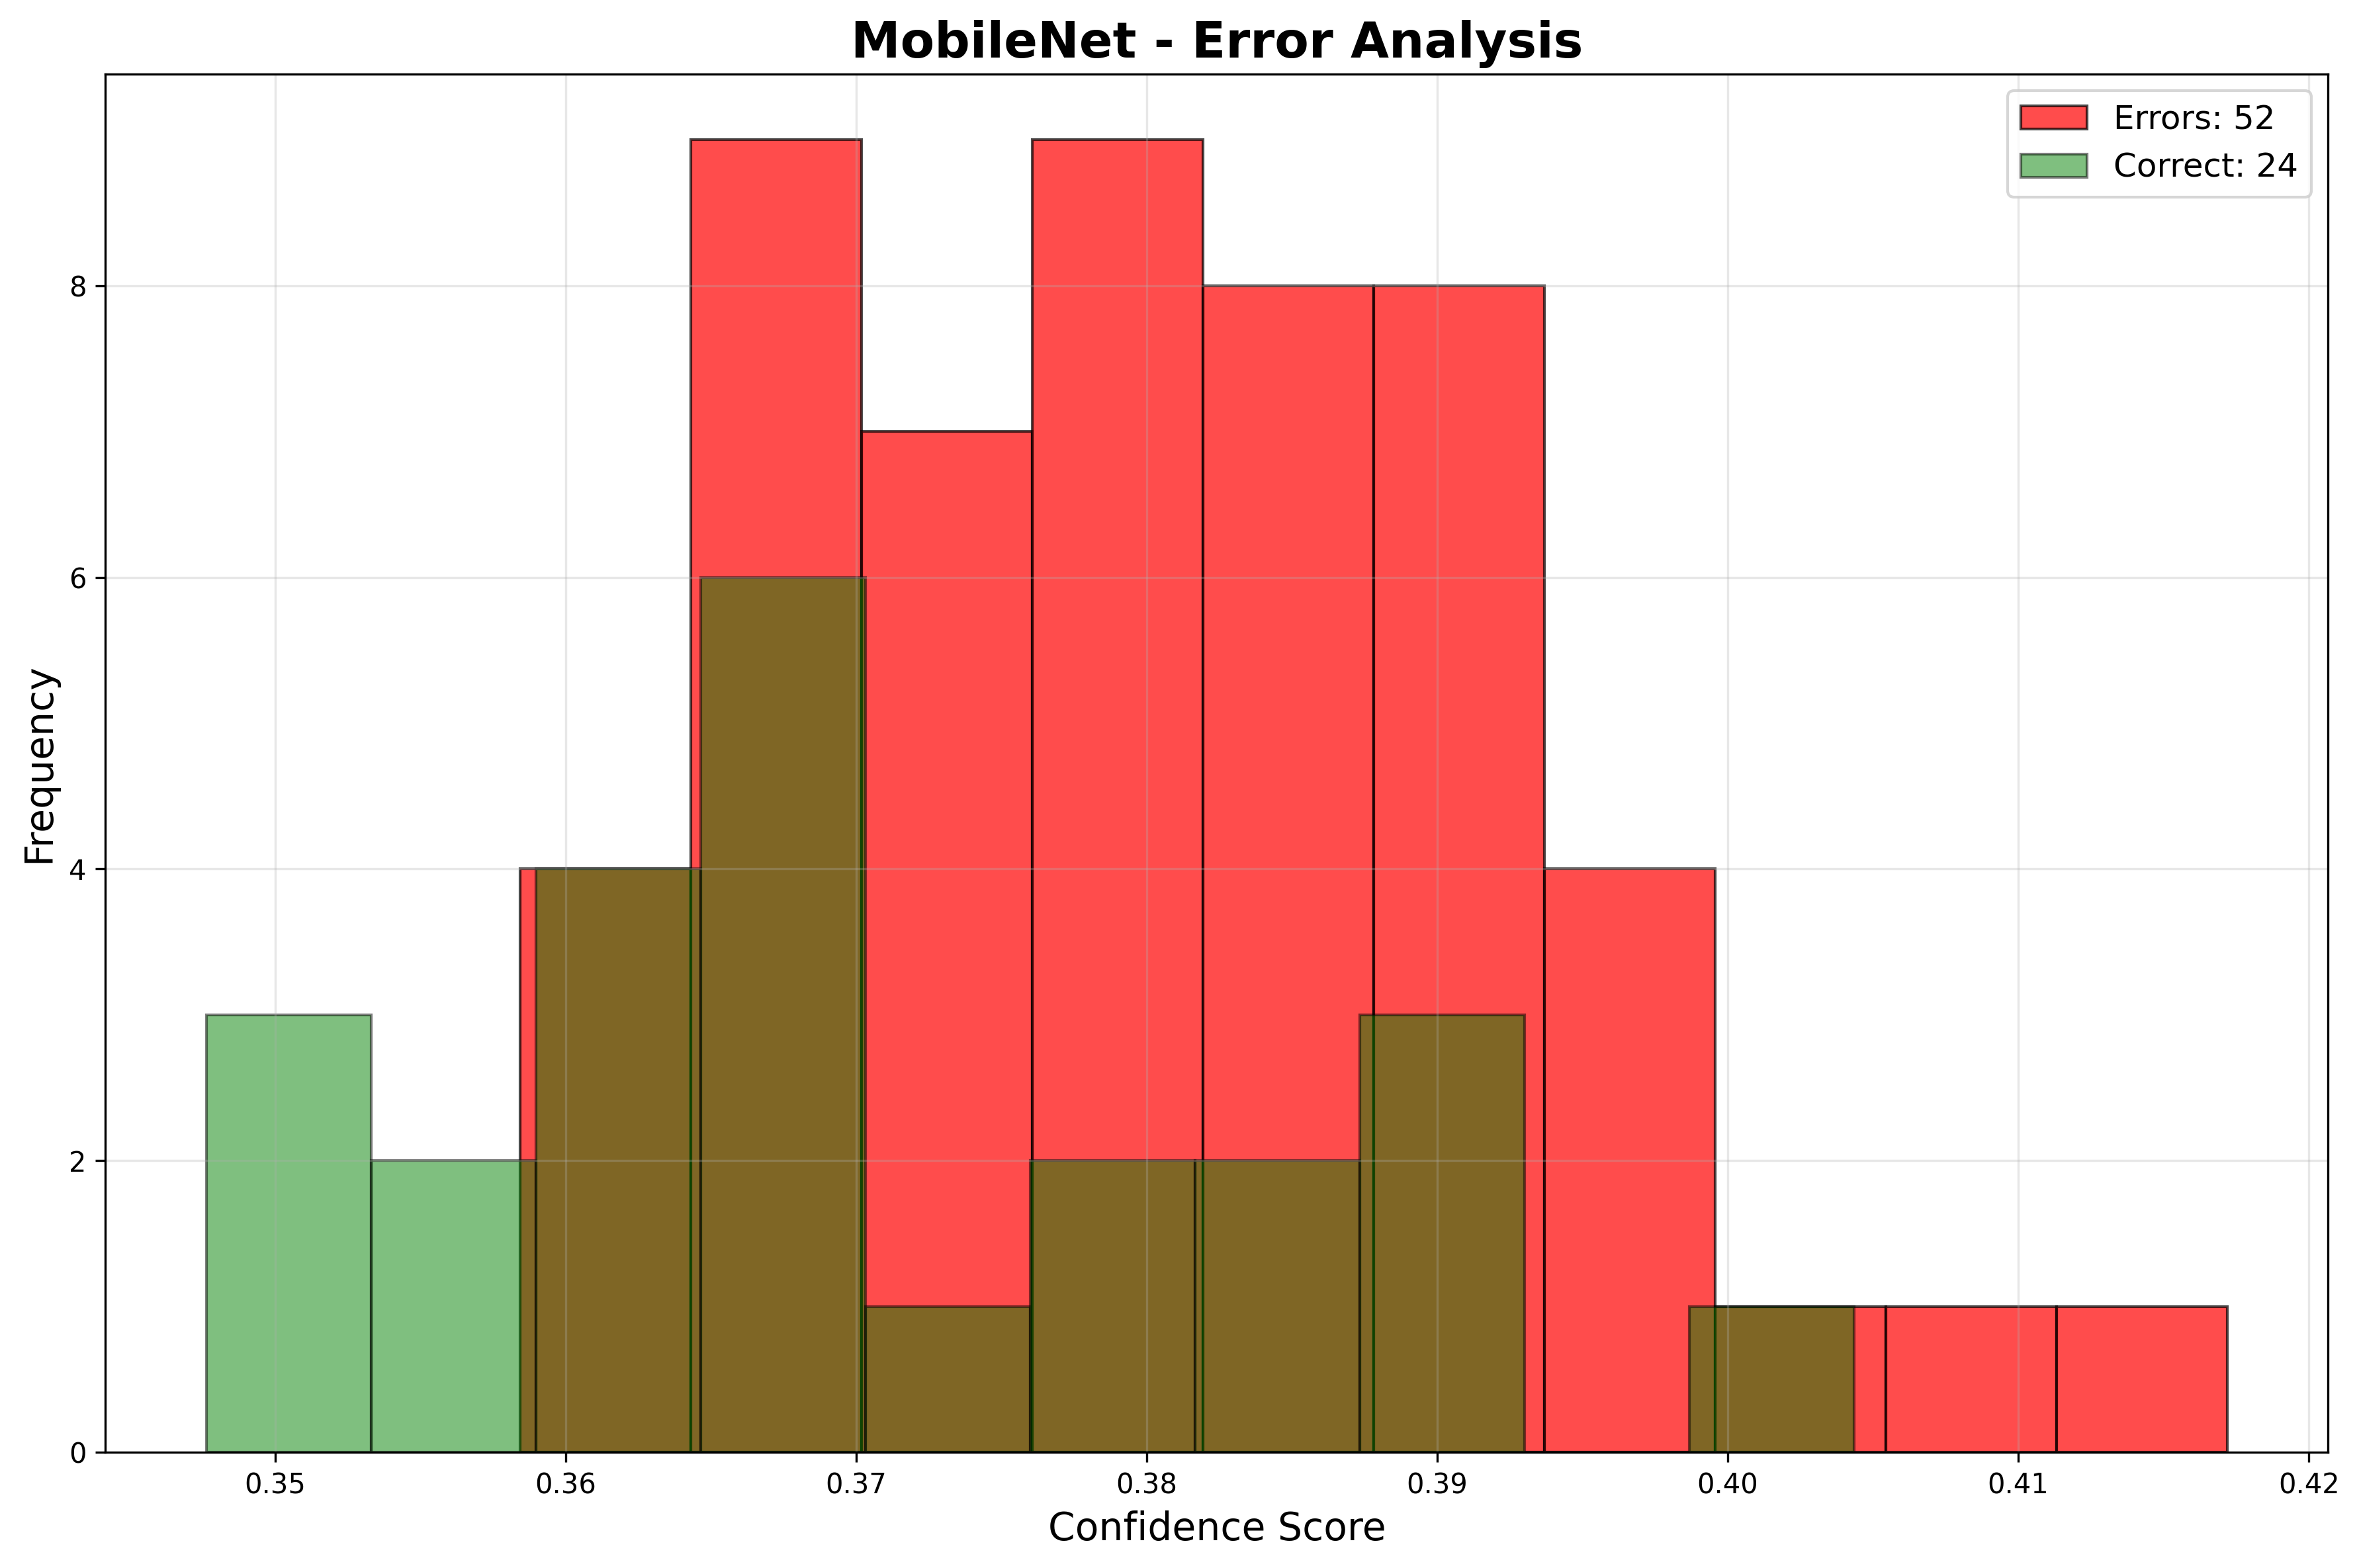 MobileNet - Error Analysis
Errors: 52
Correct: 24
Frequency
8
6
4
2
0
0.35 0.36 0.37 0.38 0.39 0.40 0.41 0.42
Confidence Score